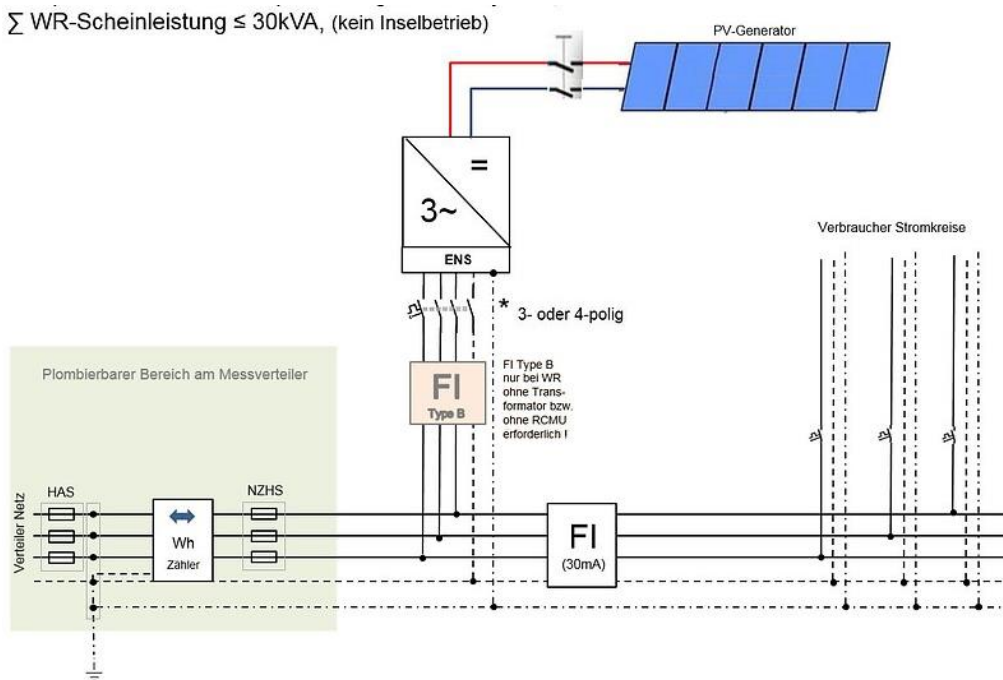 ∑ WR-Scheinleistung ≤ 30kVA, (kein Inselbetrieb)
PV-Generator
=
3~
ENS
Verbraucher Stromkreise
* 3- oder 4-polig
Plombierbarer Bereich am Messverteiler
FI
Type B
FI Type B
nur bei WR
ohne Trans-
formator bzw.
ohne RCMU
erforderlich !
HAS
NZHS
Verteiler Netz
Wh
Zähler
FI
(30mA)